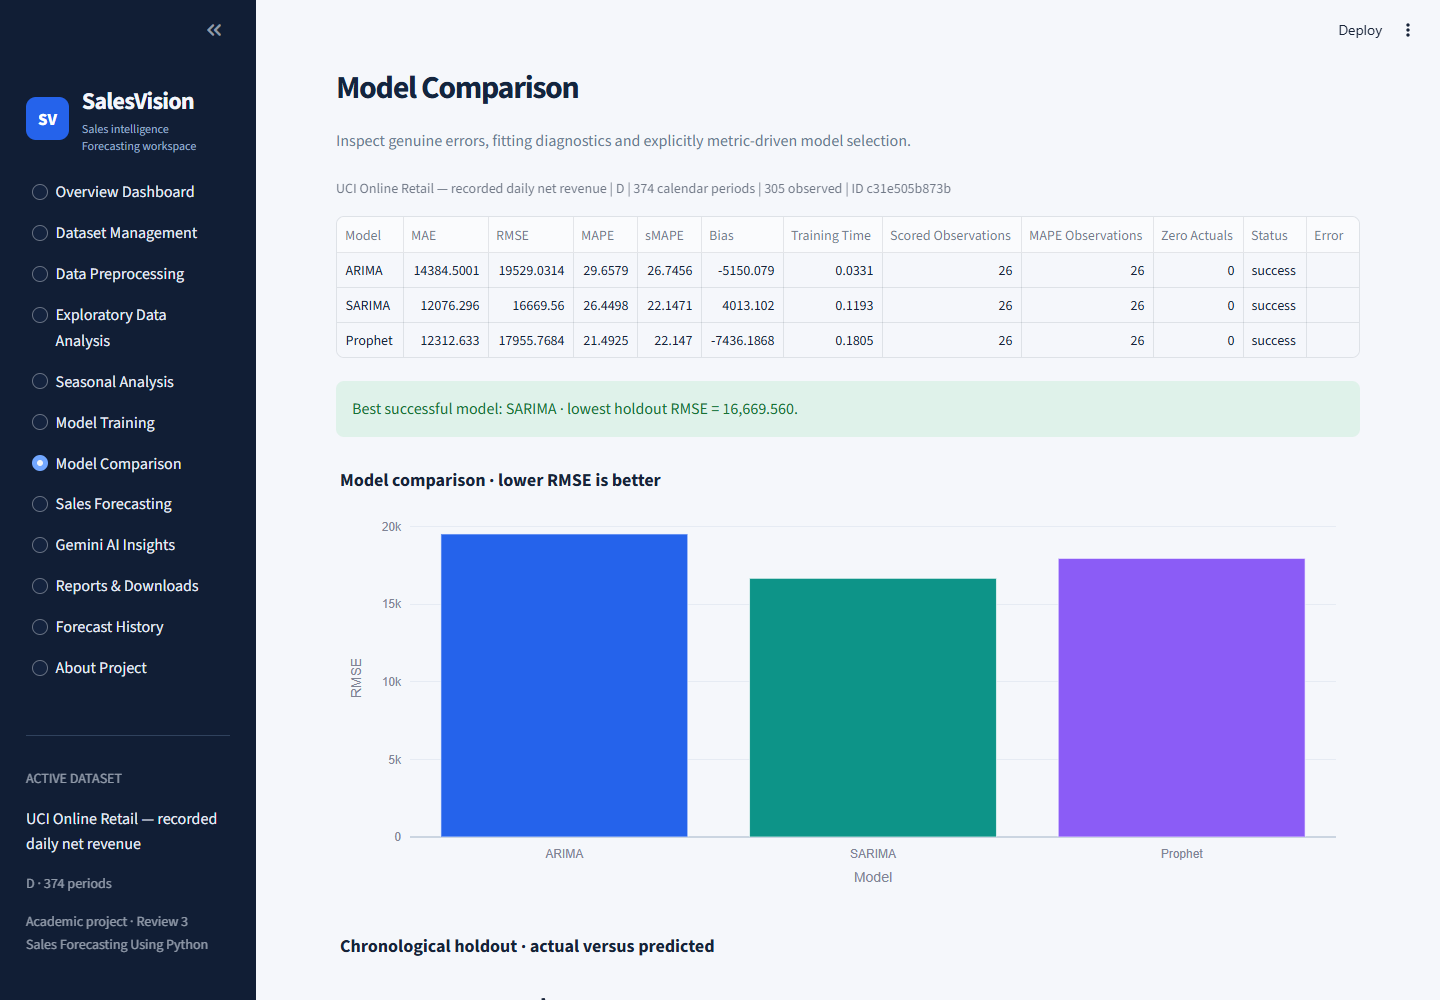 Deploy
SV
SalesVision
Sales intelligence
Forecasting workspace
Overview Dashboard
Dataset Management
Data Preprocessing
Exploratory Data
Analysis
Seasonal Analysis
Model Training
Model Comparison
Sales Forecasting
Gemini AI Insights
Reports & Downloads
Forecast History
About Project
ACTIVE DATASET
UCI Online Retail — recorded
daily net revenue
D · 374 periods
Academic project · Review 3
Sales Forecasting Using Python
Model Comparison
Inspect genuine errors, fitting diagnostics and explicitly metric-driven model selection.
UCI Online Retail — recorded daily net revenue | D | 374 calendar periods | 305 observed | ID c31e505b873b
Model MAE RMSE MAPE sMAPE Bias Training Time Scored Observations MAPE Observations Zero Actuals Status Error
ARIMA 14384.5001 19529.0314 29.6579 26.7456 -5150.079 0.0331 26 26 0 success
SARIMA 12076.296 16669.56 26.4498 22.1471 4013.102 0.1193 26 26 0 success
Prophet 12312.633 17955.7684 21.4925 22.147 -7436.1868 0.1805 26 26 0 success
Best successful model: SARIMA · lowest holdout RMSE = 16,669.560.
Model comparison · lower RMSE is better
20k
15k
10k
5k
0
RMSE
ARIMA SARIMA Prophet
Model
Chronological holdout · actual versus predicted